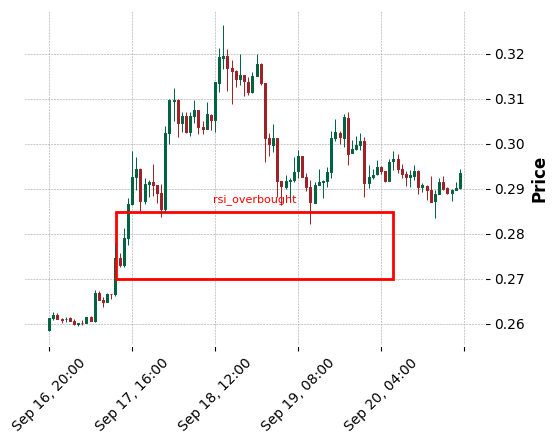 0.32
0.31
0.30
0.29
0.28
0.27
0.26
Price
rsi_overbought
Sep 16, 20:00
Sep 17, 16:00
Sep 18, 12:00
Sep 19, 08:00
Sep 20, 04:00